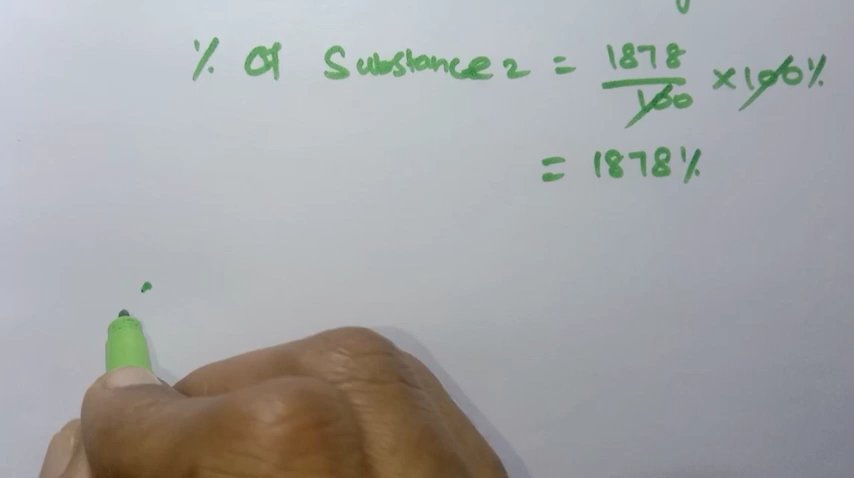 % Of Substance 2 = 1878/100 × 100%
= 1878%